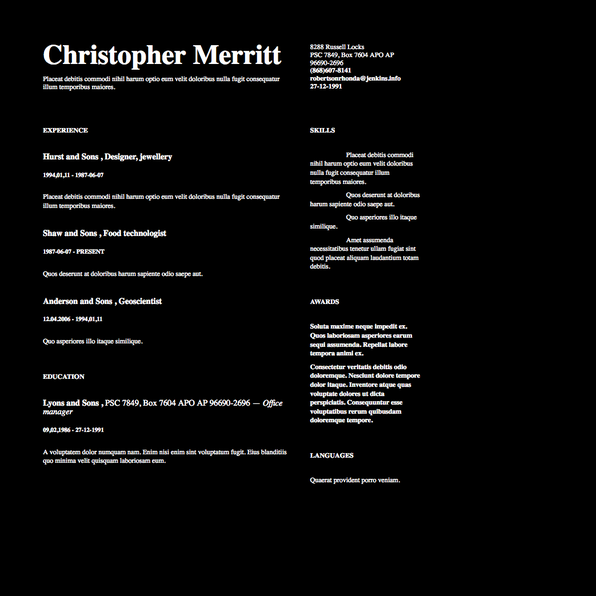 Christopher Merritt
Placeat debitis commodi nihil harum optio eum velit doloribus nulla fugit consequatur
illum temporibus maiores.
8288 Russell Locks
PSC 7849, Box 7604 APO AP
96690-2696
(868)607-8141
robertsonrhonda@jenkins.info
27-12-1991
EXPERIENCE
Hurst and Sons , Designer, jewellery
1994,01,11 - 1987-06-07
Placeat debitis commodi nihil harum optio eum velit doloribus nulla fugit consequatur
illum temporibus maiores.
Shaw and Sons , Food technologist
1987-06-07 - PRESENT
Quos deserunt at doloribus harum sapiente odio saepe aut.
Anderson and Sons , Geoscientist
12.04.2006 - 1994,01,11
Quo asperiores illo itaque similique.
EDUCATION
Lyons and Sons , PSC 7849, Box 7604 APO AP 96690-2696 — Office
manager
09,02,1986 - 27-12-1991
A voluptatem dolor numquam nam. Enim nisi enim sint voluptatum fugit. Eius blanditiis
quo minima velit quisquam laboriosam eum.
SKILLS
Placeat debitis commodi
nihil harum optio eum velit doloribus
nulla fugit consequatur illum
temporibus maiores.
Quos deserunt at doloribus
harum sapiente odio saepe aut.
Quo asperiores illo itaque
similique.
Amet assumenda
necessitatibus tenetur ullam fugiat sint
quod placeat aliquam laudantium totam
debitis.
AWARDS
Soluta maxime neque impedit ex.
Quos laboriosam asperiores earum
sequi assumenda. Repellat labore
tempora animi ex.
Consectetur veritatis debitis odio
doloremque. Nesciunt dolore tempore
dolor itaque. Inventore atque quas
voluptate dolores ut dicta
perspiciatis. Consequuntur esse
voluptatibus rerum quibusdam
doloremque tempore.
LANGUAGES
Quaerat provident porro veniam.